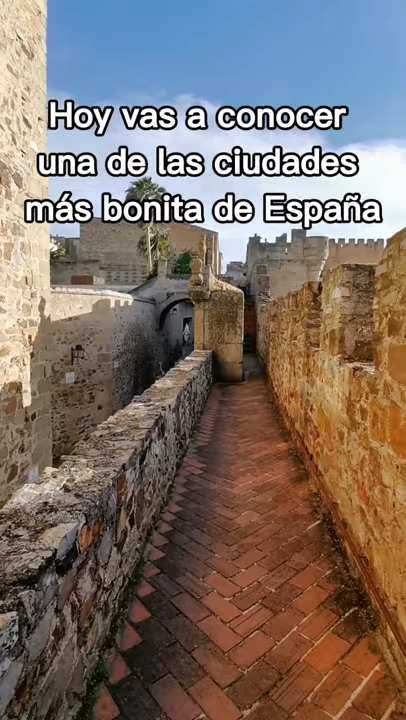 Hoy vas a conocer
una de las ciudades
más bonita de España